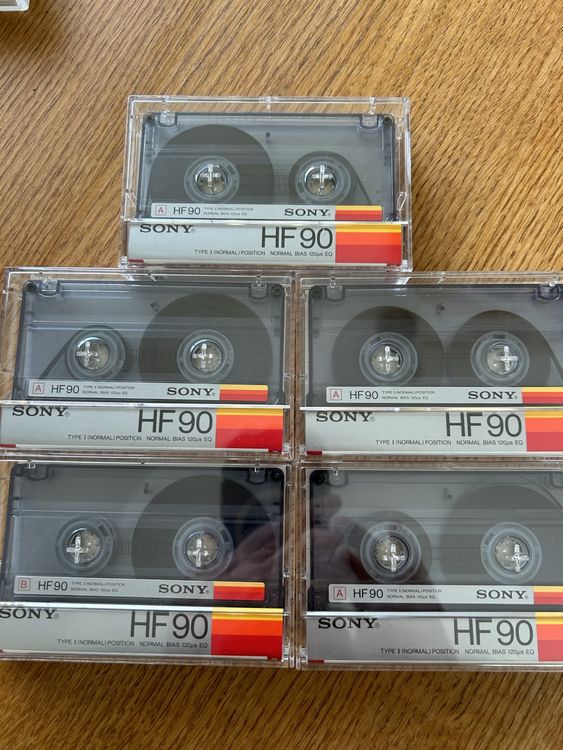 A HF90 TYPE I (NORMAL) POSITION
NORMAL BIAS 120μs EQ SONY
SONY® HF90
TYPE I (NORMAL) POSITION NORMAL BIAS 120μs EQ
A HF90 TYPE I (NORMAL) POSITION
NORMAL BIAS 120μs EQ SONY
SONY® HF90
TYPE I (NORMAL) POSITION NORMAL BIAS 120μs EQ
A HF90 TYPE I (NORMAL) POSITION
NORMAL BIAS 120μs EQ SONY
SONY® HF90
TYPE I (NORMAL) POSITION NORMAL BIAS 120μs EQ
B HF90 TYPE I (NORMAL) POSITION
NORMAL BIAS 120μs EQ SONY
SONY® HF90
TYPE I (NORMAL) POSITION NORMAL BIAS 120μs EQ
A HF90 TYPE I (NORMAL) POSITION
NORMAL BIAS 120μs EQ SONY
SONY® HF90
TYPE I (NORMAL) POSITION NORMAL BIAS 120μs EQ